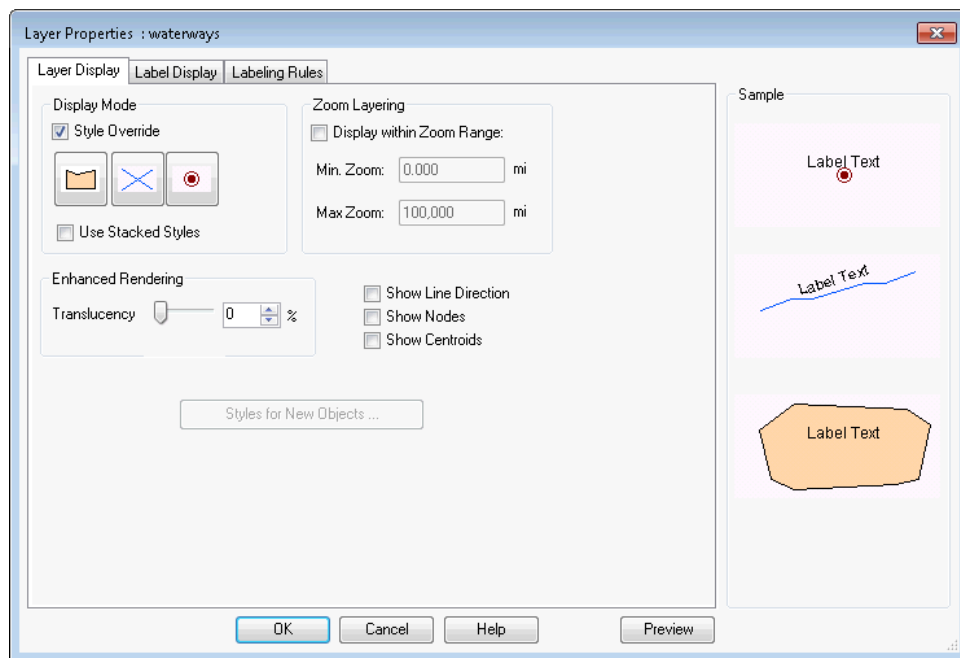 Layer Properties : waterways
Layer Display
Label Display
Labeling Rules
Display Mode
Style Override
Use Stacked Styles
Zoom Layering
Display within Zoom Range:
Min. Zoom: 0.000 mi
Max Zoom: 100,000 mi
Enhanced Rendering
Translucency 0 %
Show Line Direction
Show Nodes
Show Centroids
Styles for New Objects ...
Sample
Label Text
Label Text
Label Text
OK
Cancel
Help
Preview